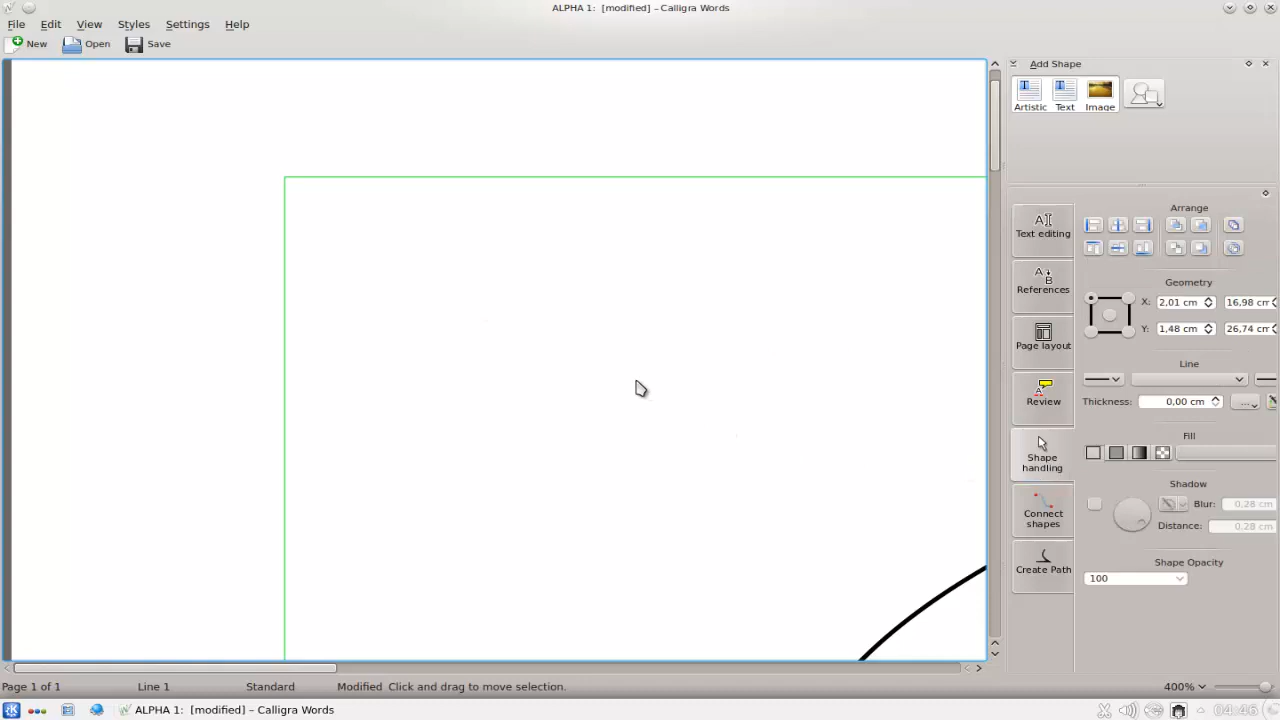 ALPHA 1:  [modified] – Calligra Words
File Edit View Styles Settings Help
New Open Save
Add Shape
Artistic Text Image
Text editing
References
Page layout
Review
Shape handling
Connect shapes
Create Path
Arrange
Geometry
X: 2,01 cm 16,98 cm
Y: 1,48 cm 26,74 cm
Line
Thickness: 0,00 cm ...
Fill
Shadow
Blur: 0,28 cm
Distance: 0,28 cm
Shape Opacity
100
Page 1 of 1 Line 1 Standard Modified Click and drag to move selection. 400%
ALPHA 1:  [modified] – Calligra Words 04:46